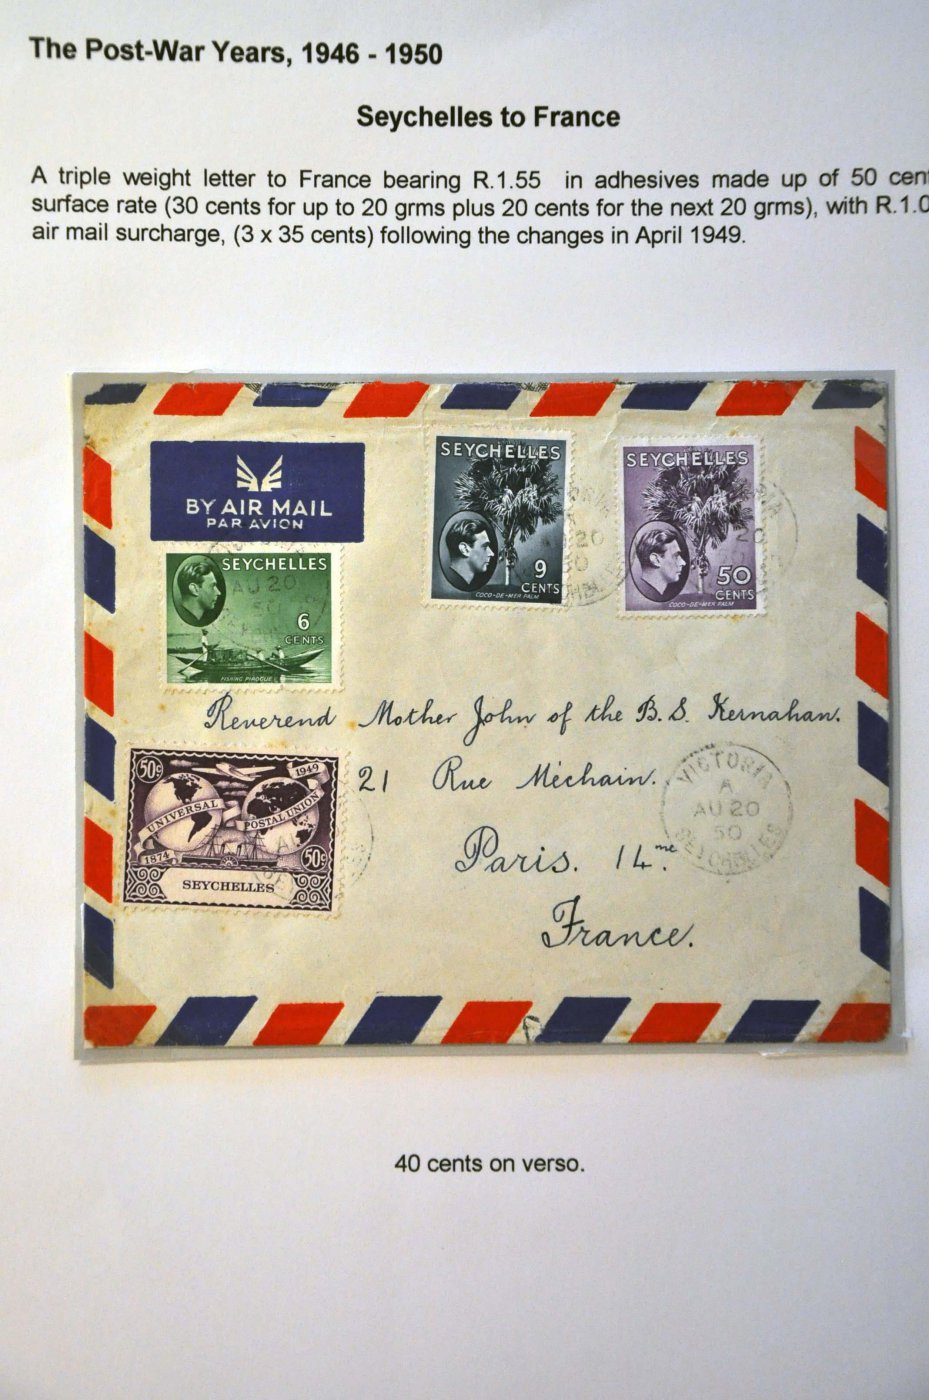 The Post-War Years, 1946 - 1950
Seychelles to France
A triple weight letter to France bearing R.1.55 in adhesives made up of 50 cent
surface rate (30 cents for up to 20 grms plus 20 cents for the next 20 grms), with R.1.0
air mail surcharge, (3 x 35 cents) following the changes in April 1949.
BY AIR MAIL
PAR AVION
SEYCHELLES
9
CENTS
COCO-DE-MER PALM
SEYCHELLES
50
CENTS
COCO-DE-MER PALM
SEYCHELLES
AU 20
6
CENTS
FISHING PIROGUE
Reverend Mother John of the B. S. Kernahan.
21 Rue Méchain.
Paris. 14me.
France.
50c
1949
UNIVERSAL
POSTAL UNION
1874
50c
SEYCHELLES
VICTORIA
A
AU 20
50
SEYCHELLES
40 cents on verso.